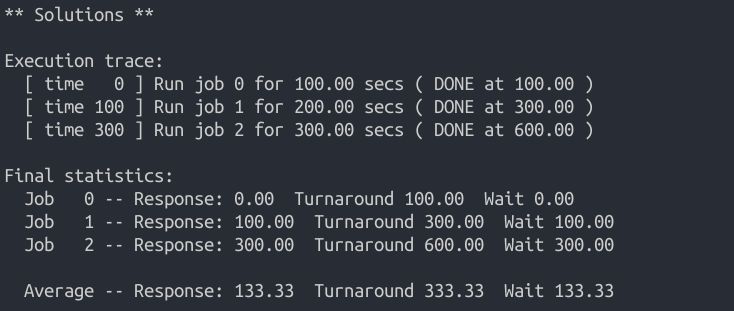 ** Solutions **
Execution trace:
[ time   0 ] Run job 0 for 100.00 secs ( DONE at 100.00 )
[ time 100 ] Run job 1 for 200.00 secs ( DONE at 300.00 )
[ time 300 ] Run job 2 for 300.00 secs ( DONE at 600.00 )
Final statistics:
Job   0 -- Response: 0.00  Turnaround 100.00  Wait 0.00
Job   1 -- Response: 100.00  Turnaround 300.00  Wait 100.00
Job   2 -- Response: 300.00  Turnaround 600.00  Wait 300.00
Average -- Response: 133.33  Turnaround 333.33  Wait 133.33